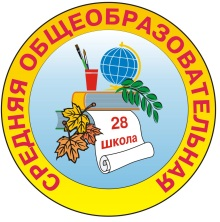 СРЕДНЯЯ ОБЩЕОБРАЗОВАТЕЛЬНАЯ
28
школа